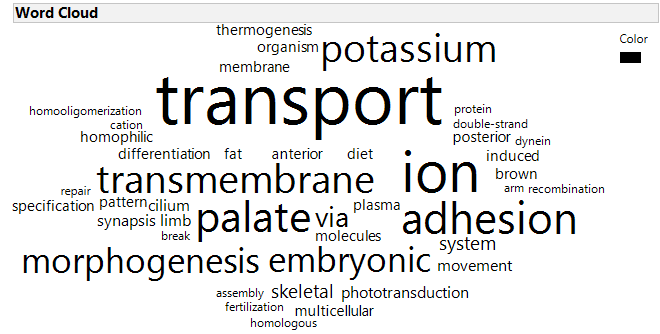 Word Cloud
thermogenesis
Color
organism
potassium
membrane
transport
homooligomerization
protein
cation
double-strand
homophilic
posterior
dynein
differentiation fat anterior diet
induced
ion
transmembrane
brown
repair
arm recombination
specification pattern cilium
plasma
synapsis limb
palate via
adhesion
break
molecules
system
morphogenesis embryonic
movement
assembly
skeletal phototransduction
fertilization
multicellular
homologous